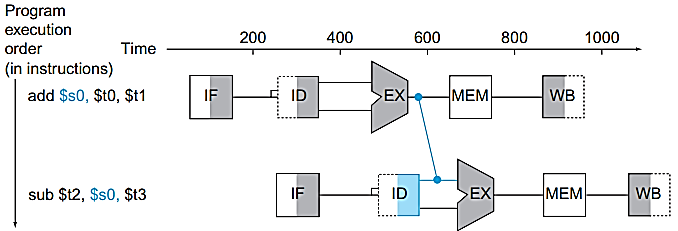 Program
execution
order
(in instructions)
Time
200 400 600 800 1000
add $s0, $t0, $t1
IF ID EX MEM WB
sub $t2, $s0, $t3
IF ID EX MEM WB